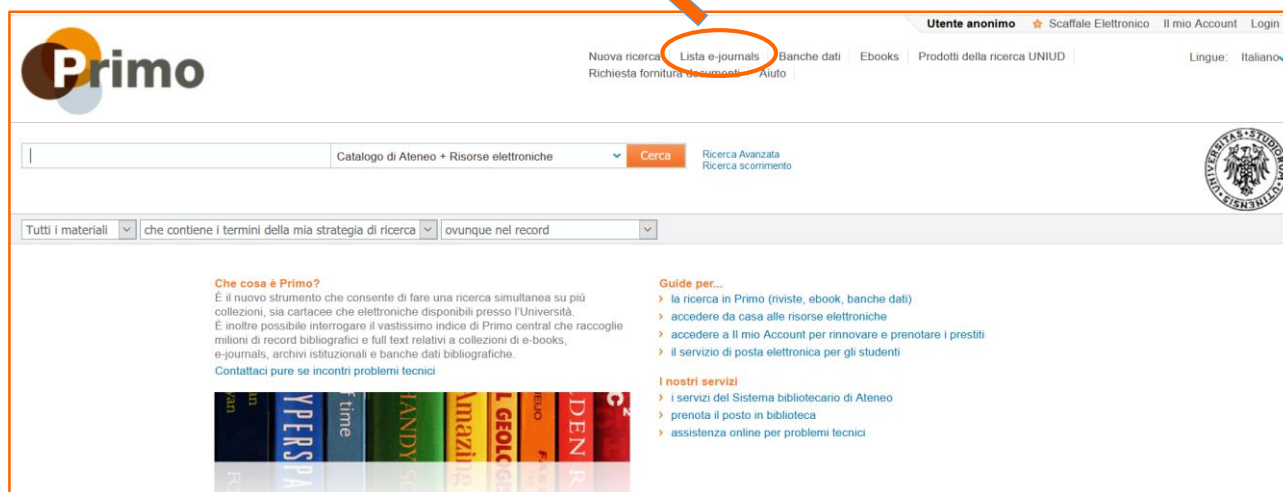 Utente anonimo Scaffale Elettronico Il mio Account Login
Primo
Nuova ricerca Lista e-journals Banche dati Ebooks Prodotti della ricerca UNIUD
Richiesta fornitura documenti Aiuto
Lingue: Italiano
Catalogo di Ateneo + Risorse elettroniche Cerca
Ricerca Avanzata
Ricerca scorrimento
Tutti i materiali che contiene i termini della mia strategia di ricerca ovunque nel record
Che cosa è Primo?
È il nuovo strumento che consente di fare una ricerca simultanea su più
collezioni, sia cartacee che elettroniche disponibili presso l'Università.
È inoltre possibile interrogare il vastissimo indice di Primo central che raccoglie
milioni di record bibliografici e full text relativi a collezioni di e-books,
e-journals, archivi istituzionali e banche dati bibliografiche.
Contattaci pure se incontri problemi tecnici
Guide per...
la ricerca in Primo (riviste, ebook, banche dati)
accedere da casa alle risorse elettroniche
accedere a Il mio Account per rinnovare e prenotare i prestiti
il servizio di posta elettronica per gli studenti
I nostri servizi
i servizi del Sistema bibliotecario di Ateneo
prenota il posto in biblioteca
assistenza online per problemi tecnici
YPERSPA
f time
HANDY
Amazing
L GEOLOGIS
DEN R
C²